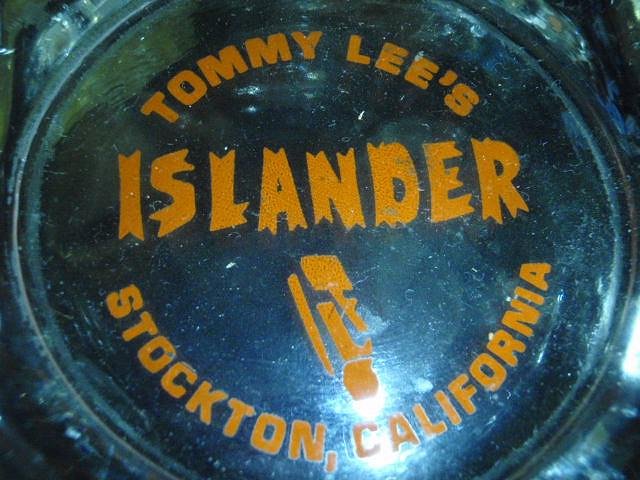 TOMMY LEE'S
ISLANDER
STOCKTON, CALIFORNIA